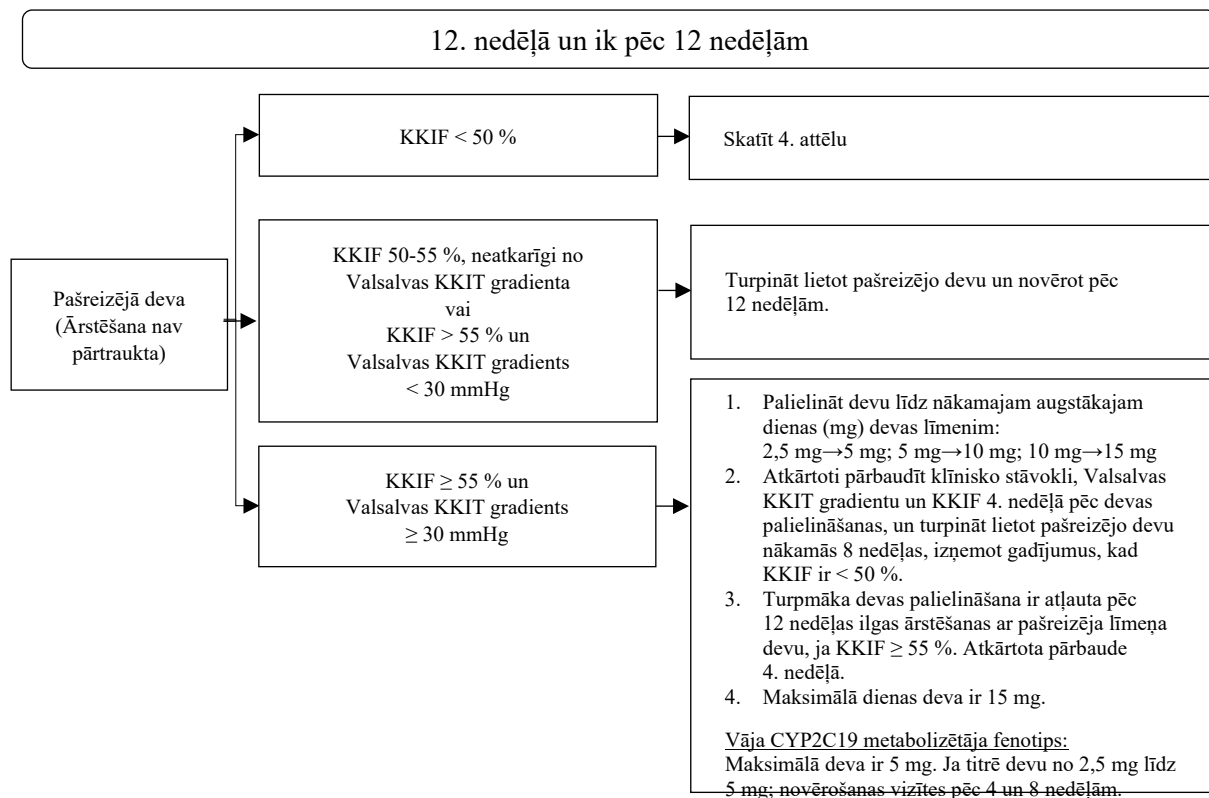 12. nedēļā un ik pēc 12 nedēļām
KKIF < 50 %
Skatīt 4. attēlu
Pašreizējā deva
(Ārstēšana nav
pārtraukta)
KKIF 50-55 %, neatkarīgi no
Valsalvas KKIT gradienta
vai
KKIF > 55 % un
Valsalvas KKIT gradients
< 30 mmHg
Turpināt lietot pašreizējo devu un novērot pēc
12 nedēļām.
KKIF ≥ 55 % un
Valsalvas KKIT gradients
≥ 30 mmHg
1. Palielināt devu līdz nākamajam augstākajam
dienas (mg) devas līmenim:
2,5 mg→5 mg; 5 mg→10 mg; 10 mg→15 mg
2. Atkārtoti pārbaudīt klīnisko stāvokli, Valsalvas
KKIT gradientu un KKIF 4. nedēļā pēc devas
palielināšanas, un turpināt lietot pašreizējo devu
nākamās 8 nedēļas, izņemot gadījumus, kad
KKIF ir < 50 %.
3. Turpmāka devas palielināšana ir atļauta pēc
12 nedēļas ilgas ārstēšanas ar pašreizēja līmeņa
devu, ja KKIF ≥ 55 %. Atkārtota pārbaude
4. nedēļā.
4. Maksimālā dienas deva ir 15 mg.
Vāja CYP2C19 metabolizētāja fenotips:
Maksimālā deva ir 5 mg. Ja titrē devu no 2,5 mg līdz
5 mg; novērošanas vizītes pēc 4 un 8 nedēļām.